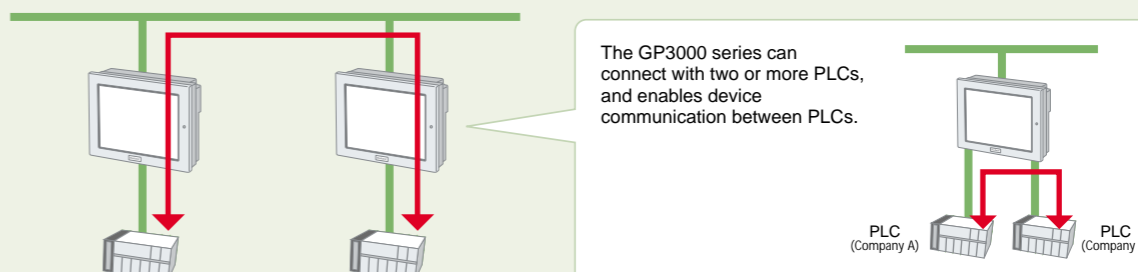 The GP3000 series can
connect with two or more PLCs,
and enables device
communication between PLCs.
PLC
(Company A)
PLC
(Company